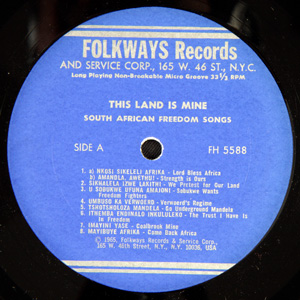 FOLKWAYS Records
AND SERVICE CORP., 165 W. 46 ST., N.Y.C.
Long Playing Non-Breakable Micro Groove 33⅓ RPM
THIS LAND IS MINE
SOUTH AFRICAN FREEDOM SONGS
SIDE A FH 5588
1. a) NKOSI SIKELELI AFRIKA - Lord Bless Africa
b) AMANDLA, AWETHU! - Strength is Ours
2. SIKHALELA IZWE LAKITHI - We Protest for Our Land
3. U SOBUKWE UFUNA AMAJONI - Sobukwe Wants
Freedom Fighters
4. UMBUSO KA VERWOERD - Verwoerd's Regime
5. TSHOTSHOLOZA MANDELA - Go Underground Mandela
6. ITHEMBA ENDINALO INKULULEKO - The Trust I Have is
in Freedom
7. IMATINI YASE - Coalbrook Mine
8. MAYIBUYE AFRIKA - Come Back Africa
© 1965, Folkways Records & Service Corp.
165 W. 46th Street, N.Y., N.Y. 10036, USA